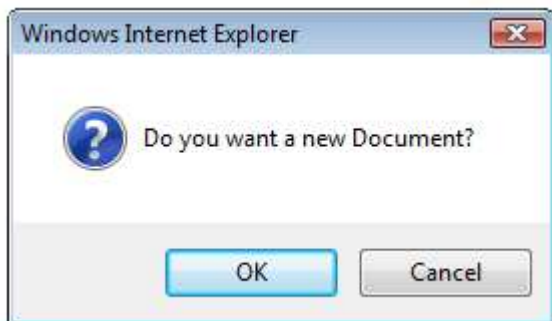 Windows Internet Explorer
Do you want a new Document?
OK
Cancel